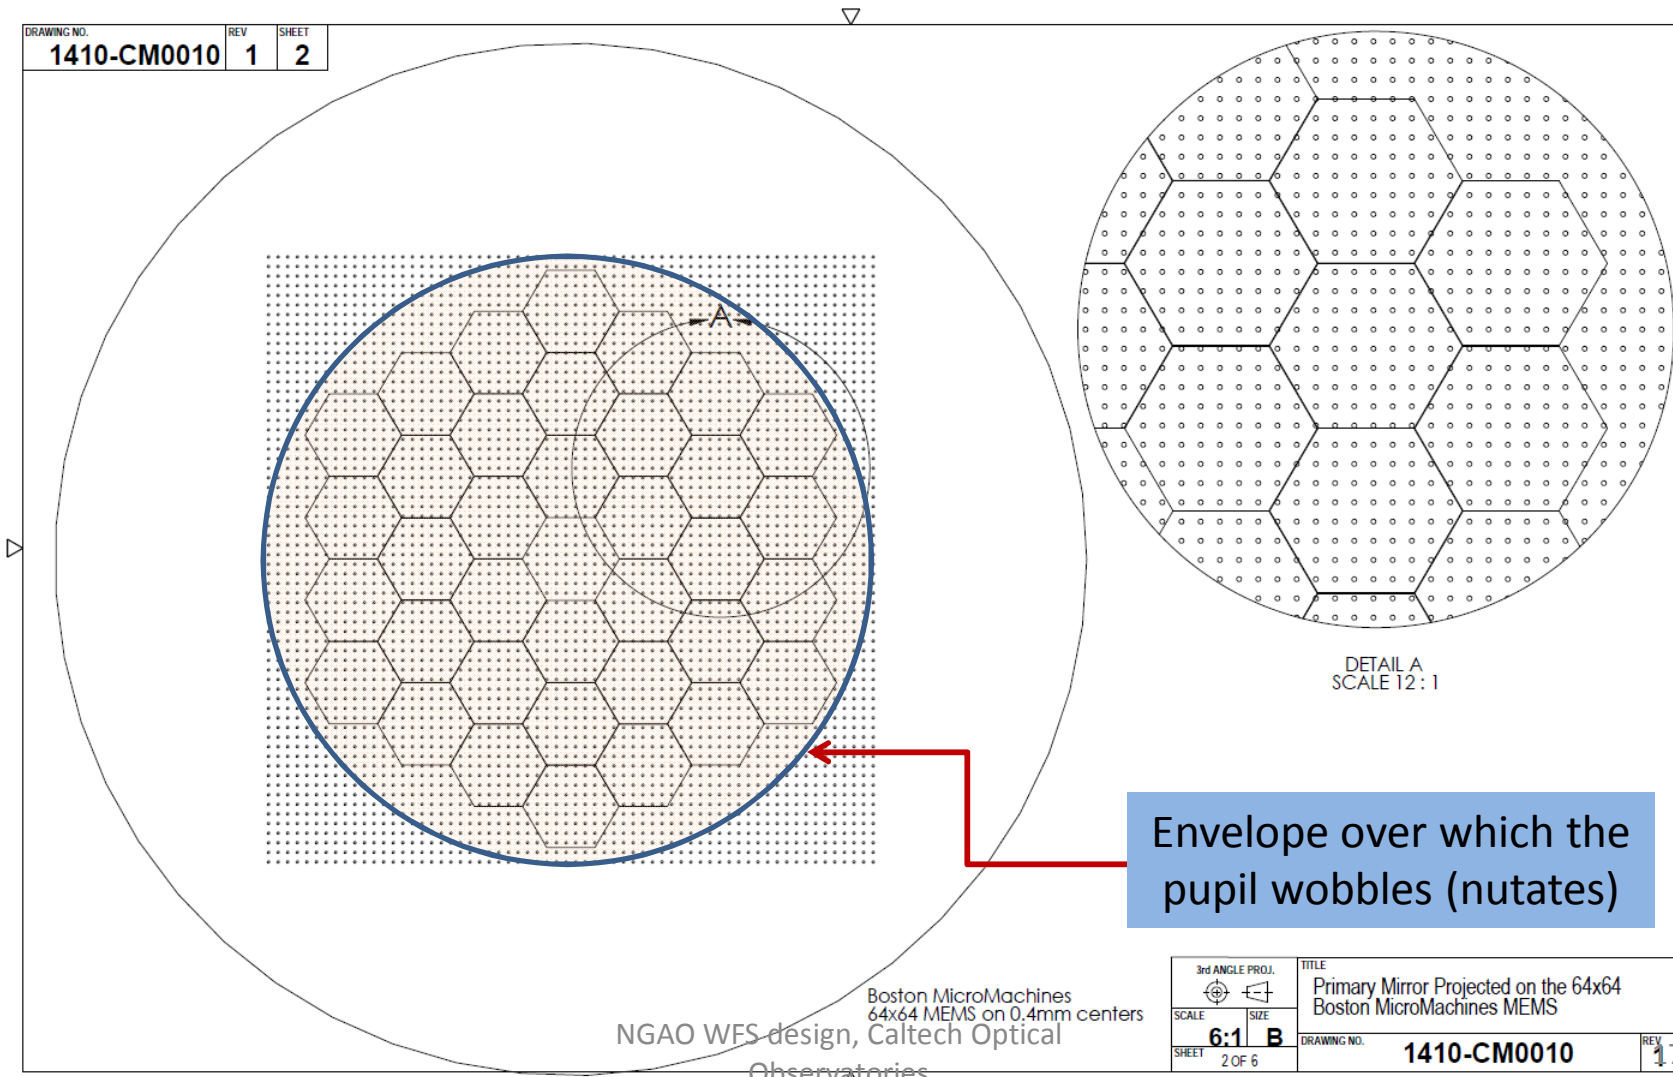 DRAWING NO.
REV
SHEET
1410-CM0010
1
2
A
DETAIL A
SCALE 12 : 1
Envelope over which the
pupil wobbles (nutates)
Boston MicroMachines
64x64 MEMS on 0.4mm centers
NGAO WFS design, Caltech Optical
Observatories
3rd ANGLE PROJ.
TITLE
Primary Mirror Projected on the 64x64
Boston MicroMachines MEMS
SCALE
6:1
SIZE
B
SHEET
2 OF 6
DRAWING NO.
1410-CM0010
REV
1